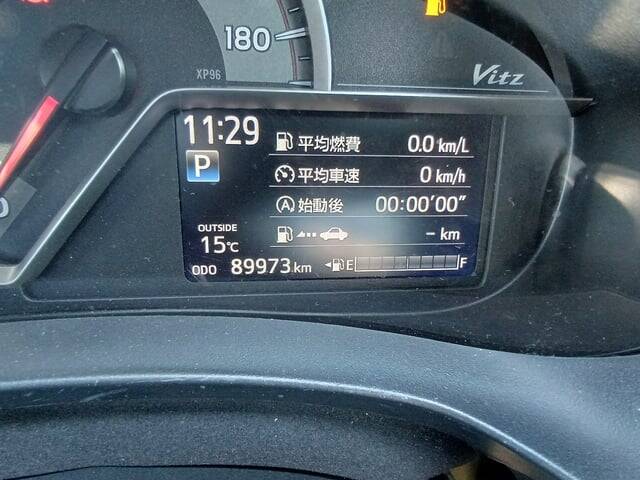 180
XP96
Vitz
11:29
P
平均燃費 0.0 km/L
平均車速 0 km/h
A 始動後 00:00'00"
- km
OUTSIDE
15℃
ODO 89973 km
E F
0